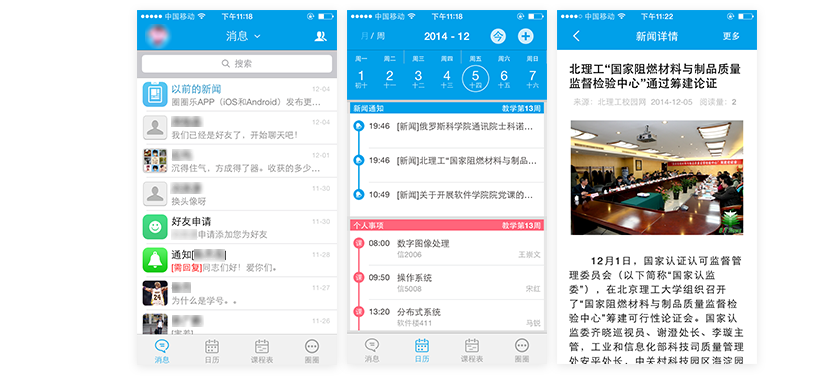 中国移动 下午11:18
消息
搜索
以前的新闻 12-04
圈圈乐APP（iOS和Android）发布更...
12-04
我们已经是好友了，开始聊天吧！
12-01
沉得住气，方成得了器。收获的多少...
11-30
换头像呀
好友申请 11-30
申请添加您为好友
通知[ ] 11-28
[需回复]同志们好！爱你们。
11-27
为什么是学号。。
11-26
消息 日历 课程表 圈圈
中国移动 下午11:18
月/周 2014 - 12 今
周一 周二 周三 周四 周五 周六 周日
1 2 3 4 5 6 7
初十 十一 十二 十三 十四 十五 十六
新闻通知 教学第13周
19:46 [新闻]俄罗斯科学院通讯院士科诺...
19:46 [新闻]北理工“国家阻燃材料与制品...
10:49 [新闻]关于开展软件学院院党课的...
个人事项 教学第13周
课 08:00 数字图像处理
信2006 王崇文
课 09:50 操作系统
信5008 宋红
课 13:20 分布式系统
软件楼411 马锐
消息 日历 课程表 圈圈
中国移动 下午11:22
新闻详情 更多
北理工“国家阻燃材料与制品质量
监督检验中心”通过筹建论证
来源：北理工校园网 2014-12-05 阅读量：2
12月1日，国家认证认可监督管
理委员会（以下简称“国家认监
委”），在北京理工大学组织召开
了“国家阻燃材料与制品质量监督检
验中心”筹建可行性论证会。国家认
监委齐晓巡视员、谢澄处长、李璇主
管，工业和信息化部科技司质量管理
处安平处长，中关村科技园区海淀园